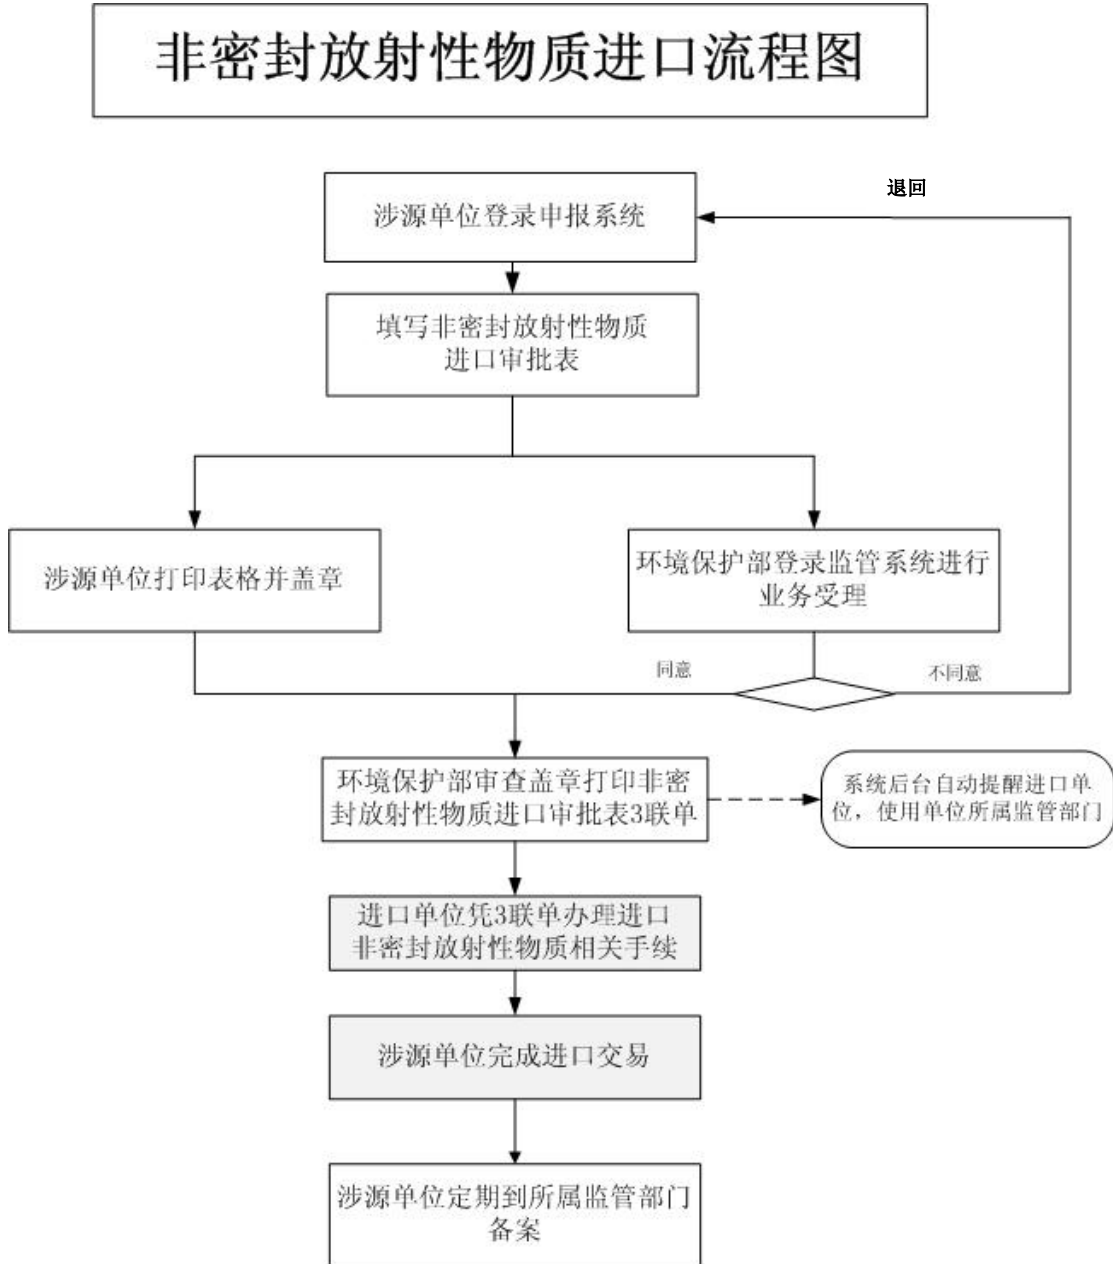 非密封放射性物质进口流程图
退回
涉源单位登录申报系统
填写非密封放射性物质
进口审批表
涉源单位打印表格并盖章
环境保护部登录监管系统进行
业务受理
同意
不同意
环境保护部审查盖章打印非密
封放射性物质进口审批表3联单
系统后台自动提醒进口单
位，使用单位所属监管部门
进口单位凭3联单办理进口
非密封放射性物质相关手续
涉源单位完成进口交易
涉源单位定期到所属监管部门
备案